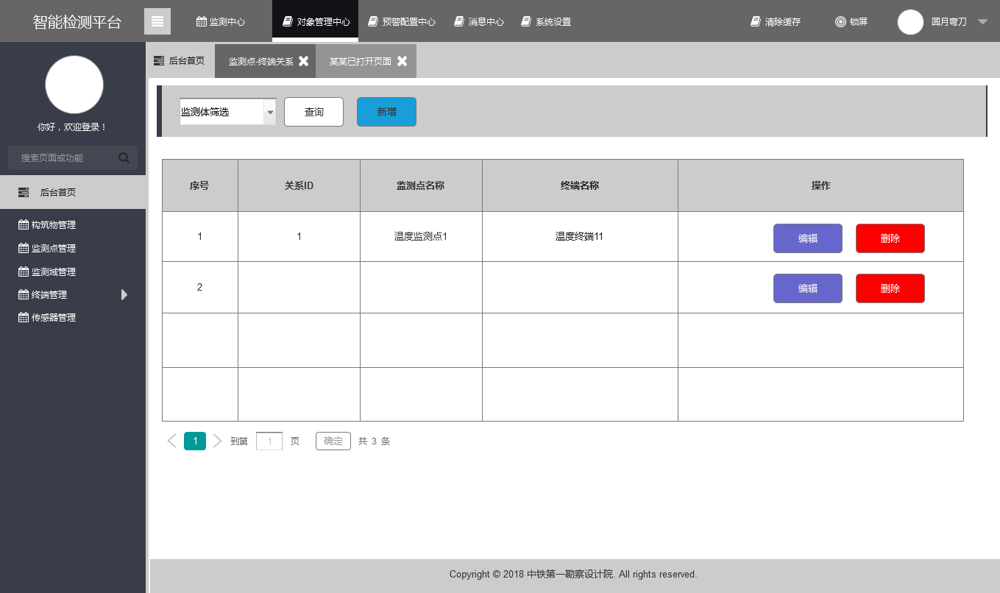 智能检测平台
监测中心
对象管理中心
预警配置中心
消息中心
系统设置
清除缓存
锁屏
圆月弯刀
你好，欢迎登录！
搜索页面或功能
后台首页
构筑物管理
监测点管理
监测域管理
终端管理
传感器管理
后台首页
监测点-终端关系
某某已打开页面
监测体筛选
查询
新增
序号 关系ID 监测点名称 终端名称 操作
1 1 温度监测点1 温度终端11 编辑 删除
2 编辑 删除
1 到第 1 页 确定 共 3 条
Copyright © 2018 中铁第一勘察设计院. All rights reserved.